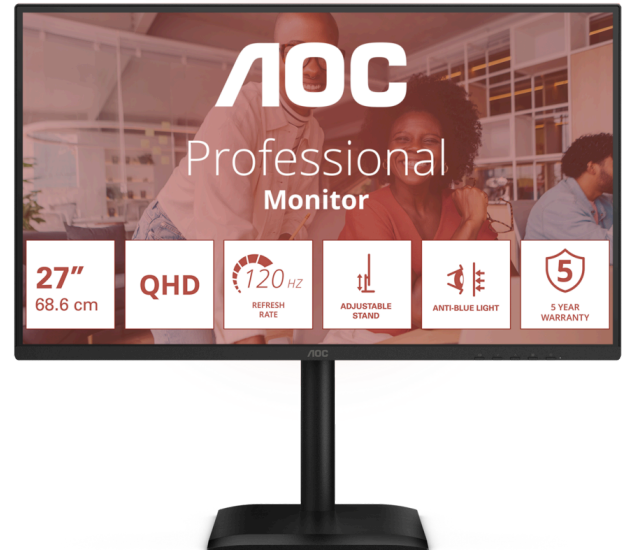 AOC
Professional
Monitor
27”
68.6 cm
QHD
120 HZ
REFRESH
RATE
ADJUSTABLE
STAND
ANTI-BLUE LIGHT
5
5 YEAR
WARRANTY
AOC